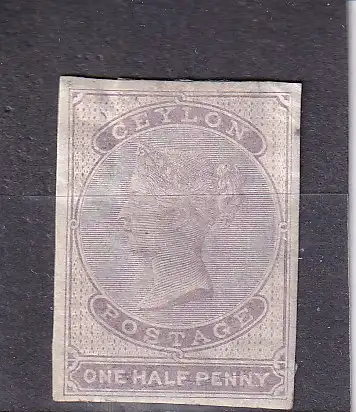 CEYLON
POSTAGE
ONE HALF PENNY